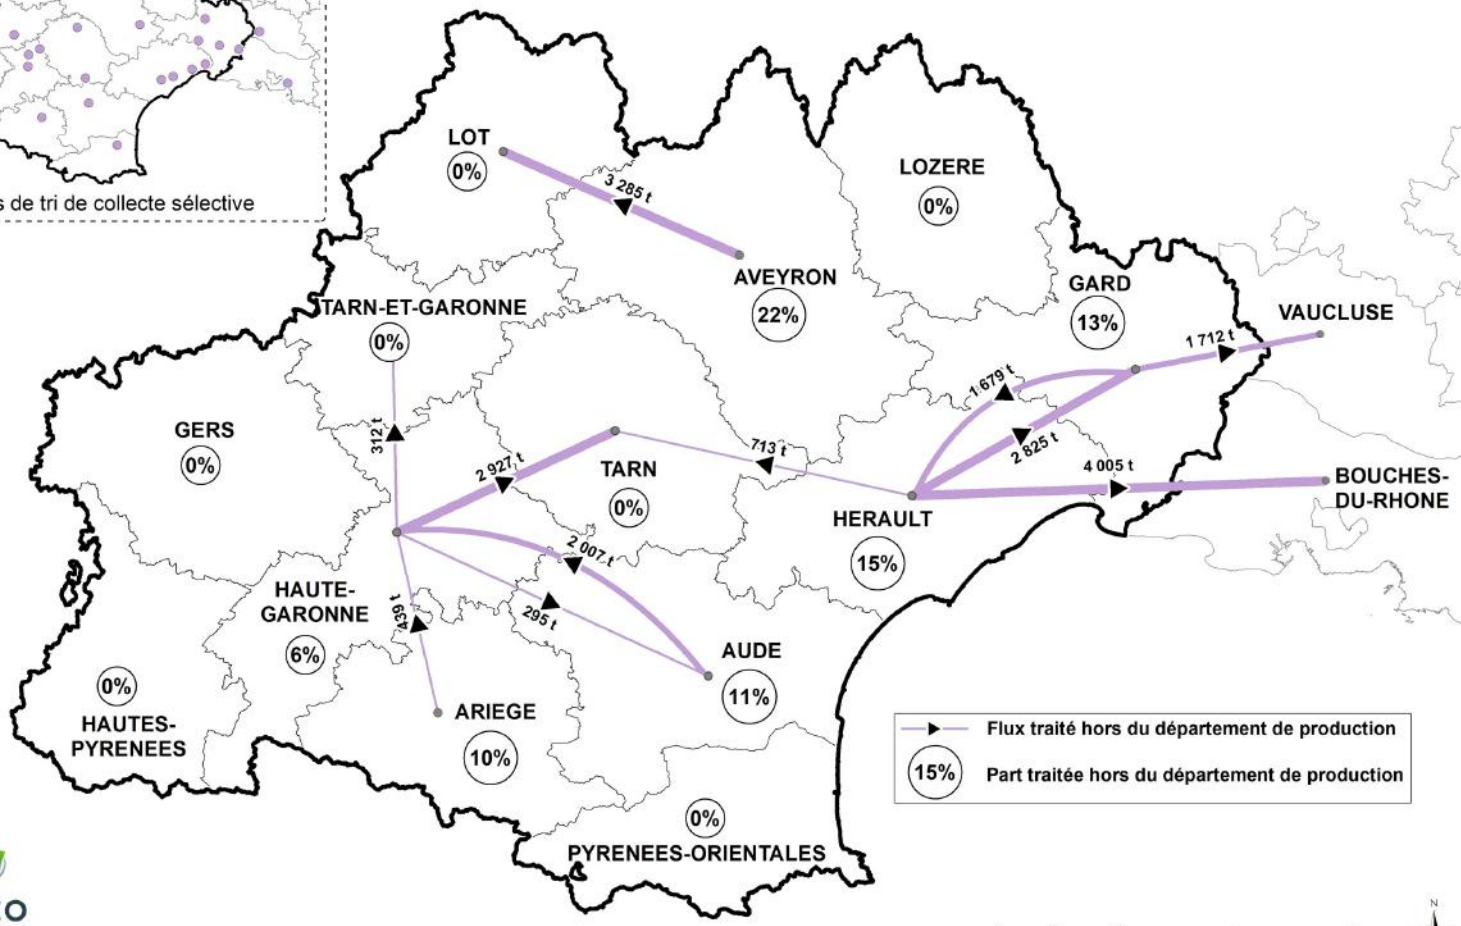 s de tri de collecte sélective
LOT
0%
3 285 t
LOZERE
0%
AVEYRON
22%
GARD
13%
VAUCLUSE
1 712 t
TARN-ET-GARONNE
0%
1 679 t
2 825 t
GERS
0%
312 t
2 927 t
TARN
0%
713 t
4 005 t
BOUCHES-
DU-RHONE
HERAULT
15%
2 007 t
295 t
439 t
HAUTE-
GARONNE
6%
AUDE
11%
0%
HAUTES-
PYRENEES
ARIEGE
10%
0%
PYRENEES-ORIENTALES
Flux traité hors du département de production
15% Part traitée hors du département de production
N